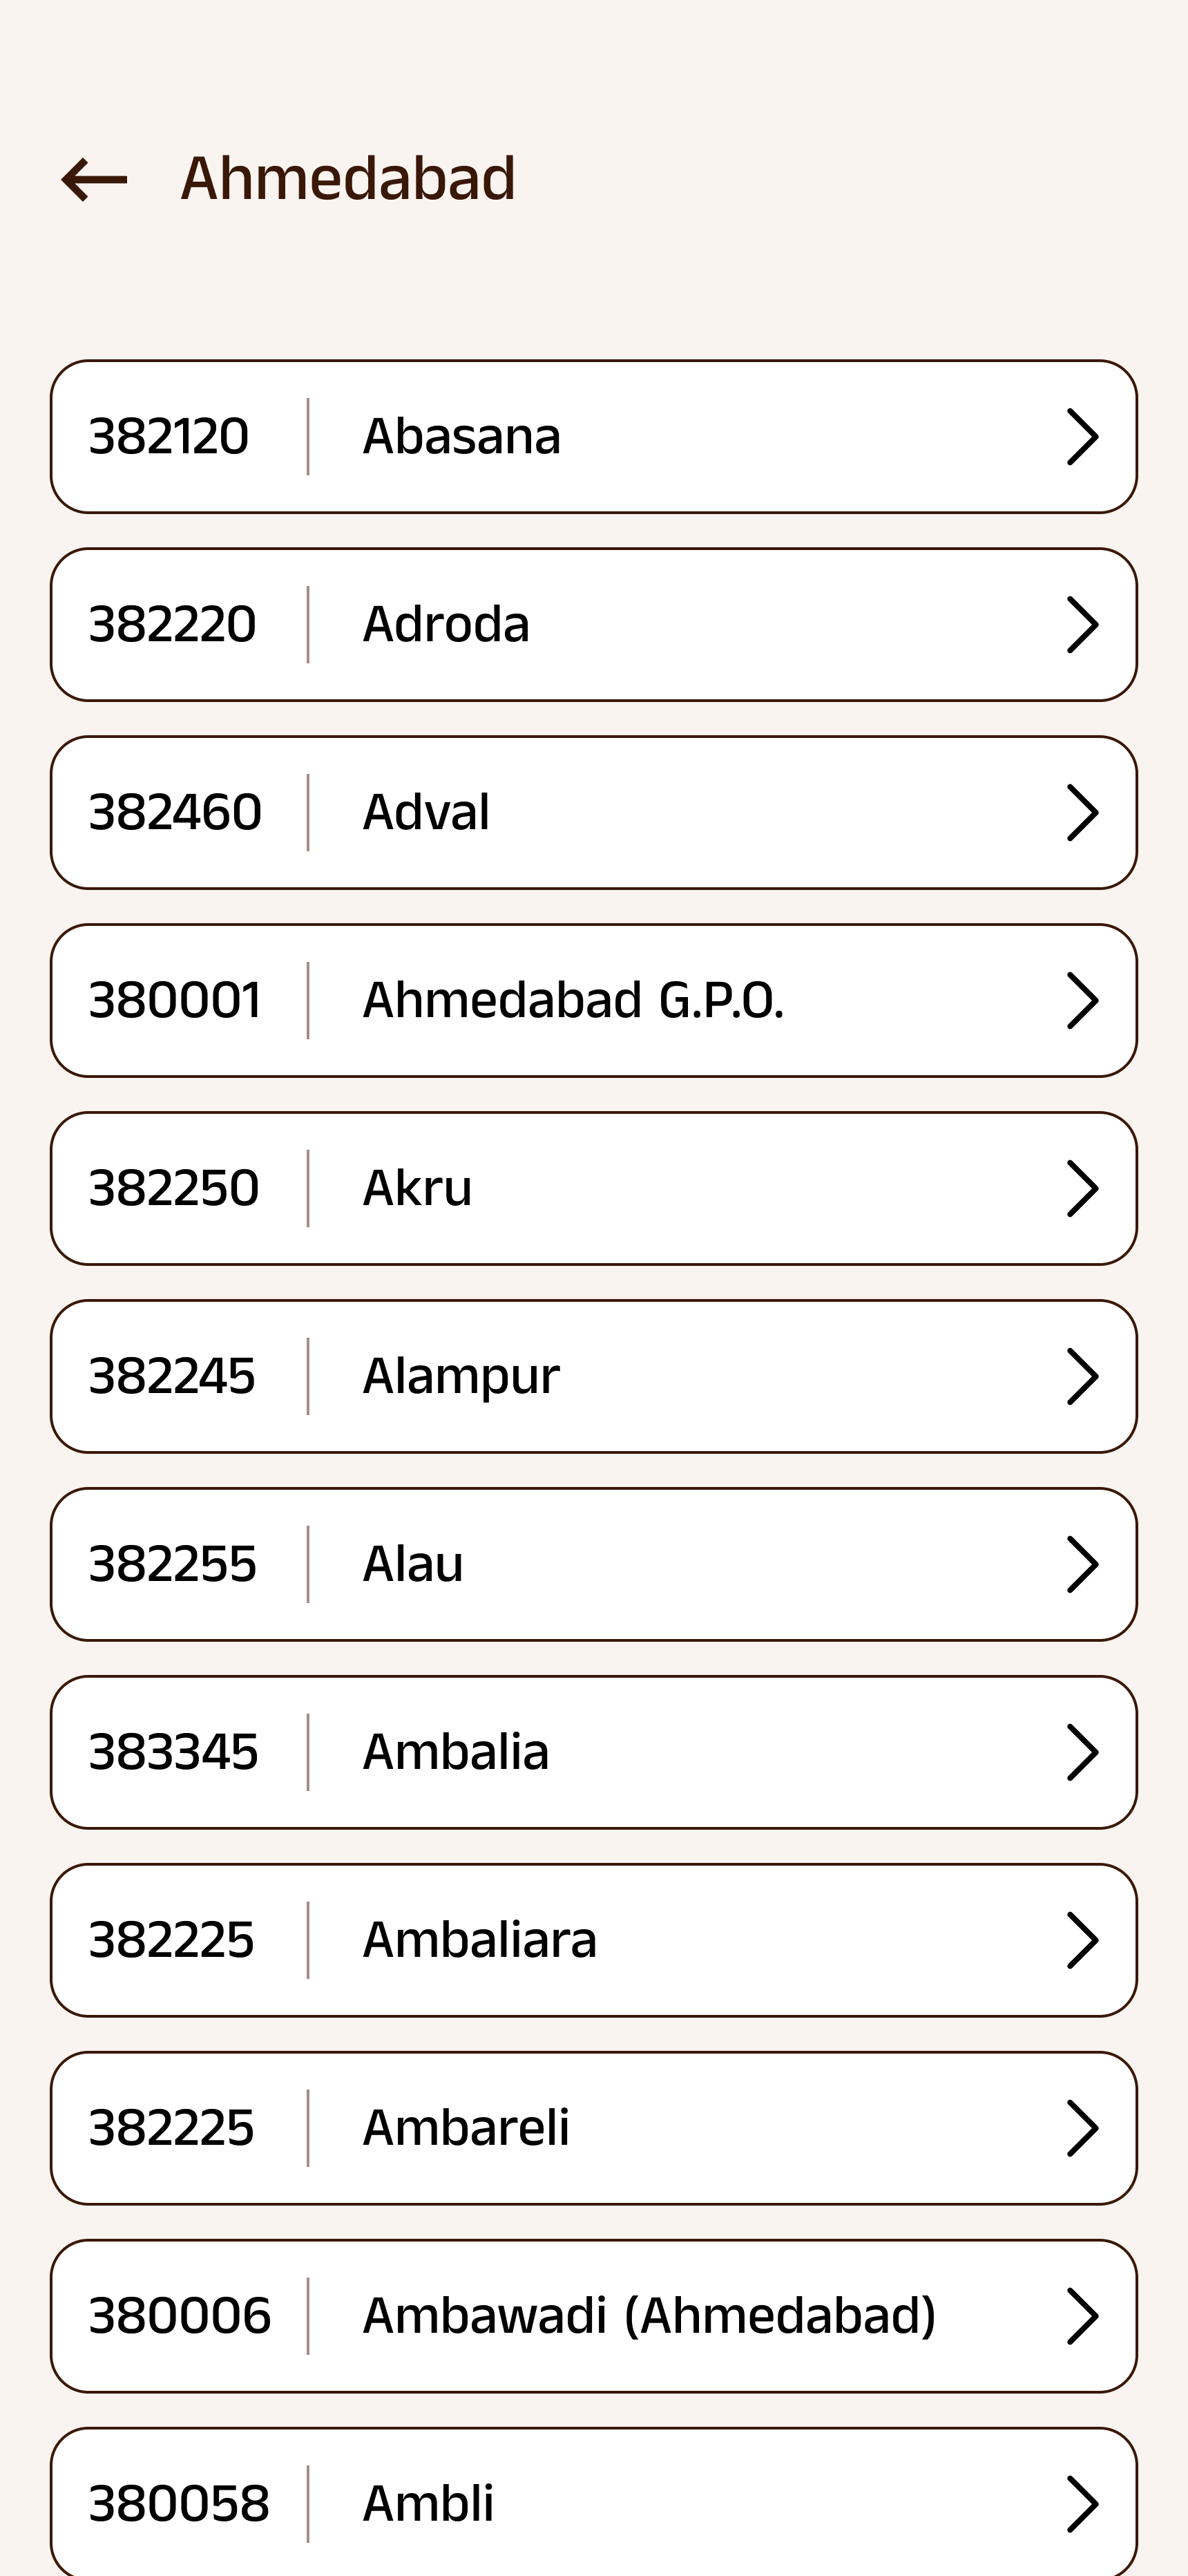 Ahmedabad
382120 Abasana
382220 Adroda
382460 Adval
380001 Ahmedabad G.P.O.
382250 Akru
382245 Alampur
382255 Alau
383345 Ambalia
382225 Ambaliara
382225 Ambareli
380006 Ambawadi (Ahmedabad)
380058 Ambli